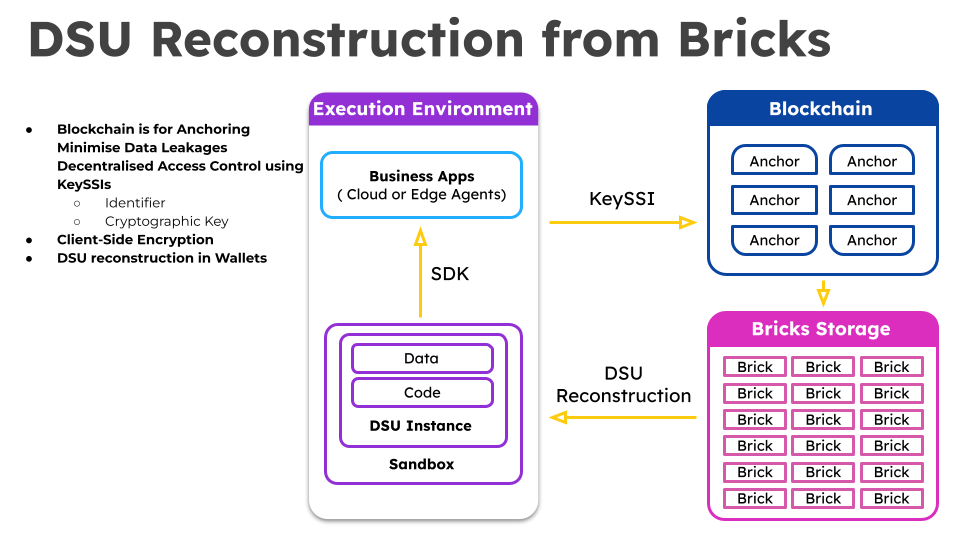 DSU Reconstruction from Bricks
● Blockchain is for Anchoring
Minimise Data Leakages
Decentralised Access Control using
KeySSIs
○ Identifier
○ Cryptographic Key
● Client-Side Encryption
● DSU reconstruction in Wallets
Execution Environment
Business Apps
( Cloud or Edge Agents)
SDK
Data
Code
DSU Instance
Sandbox
KeySSI
DSU
Reconstruction
Blockchain
Anchor Anchor
Anchor Anchor
Anchor Anchor
Bricks Storage
Brick Brick Brick
Brick Brick Brick
Brick Brick Brick
Brick Brick Brick
Brick Brick Brick
Brick Brick Brick